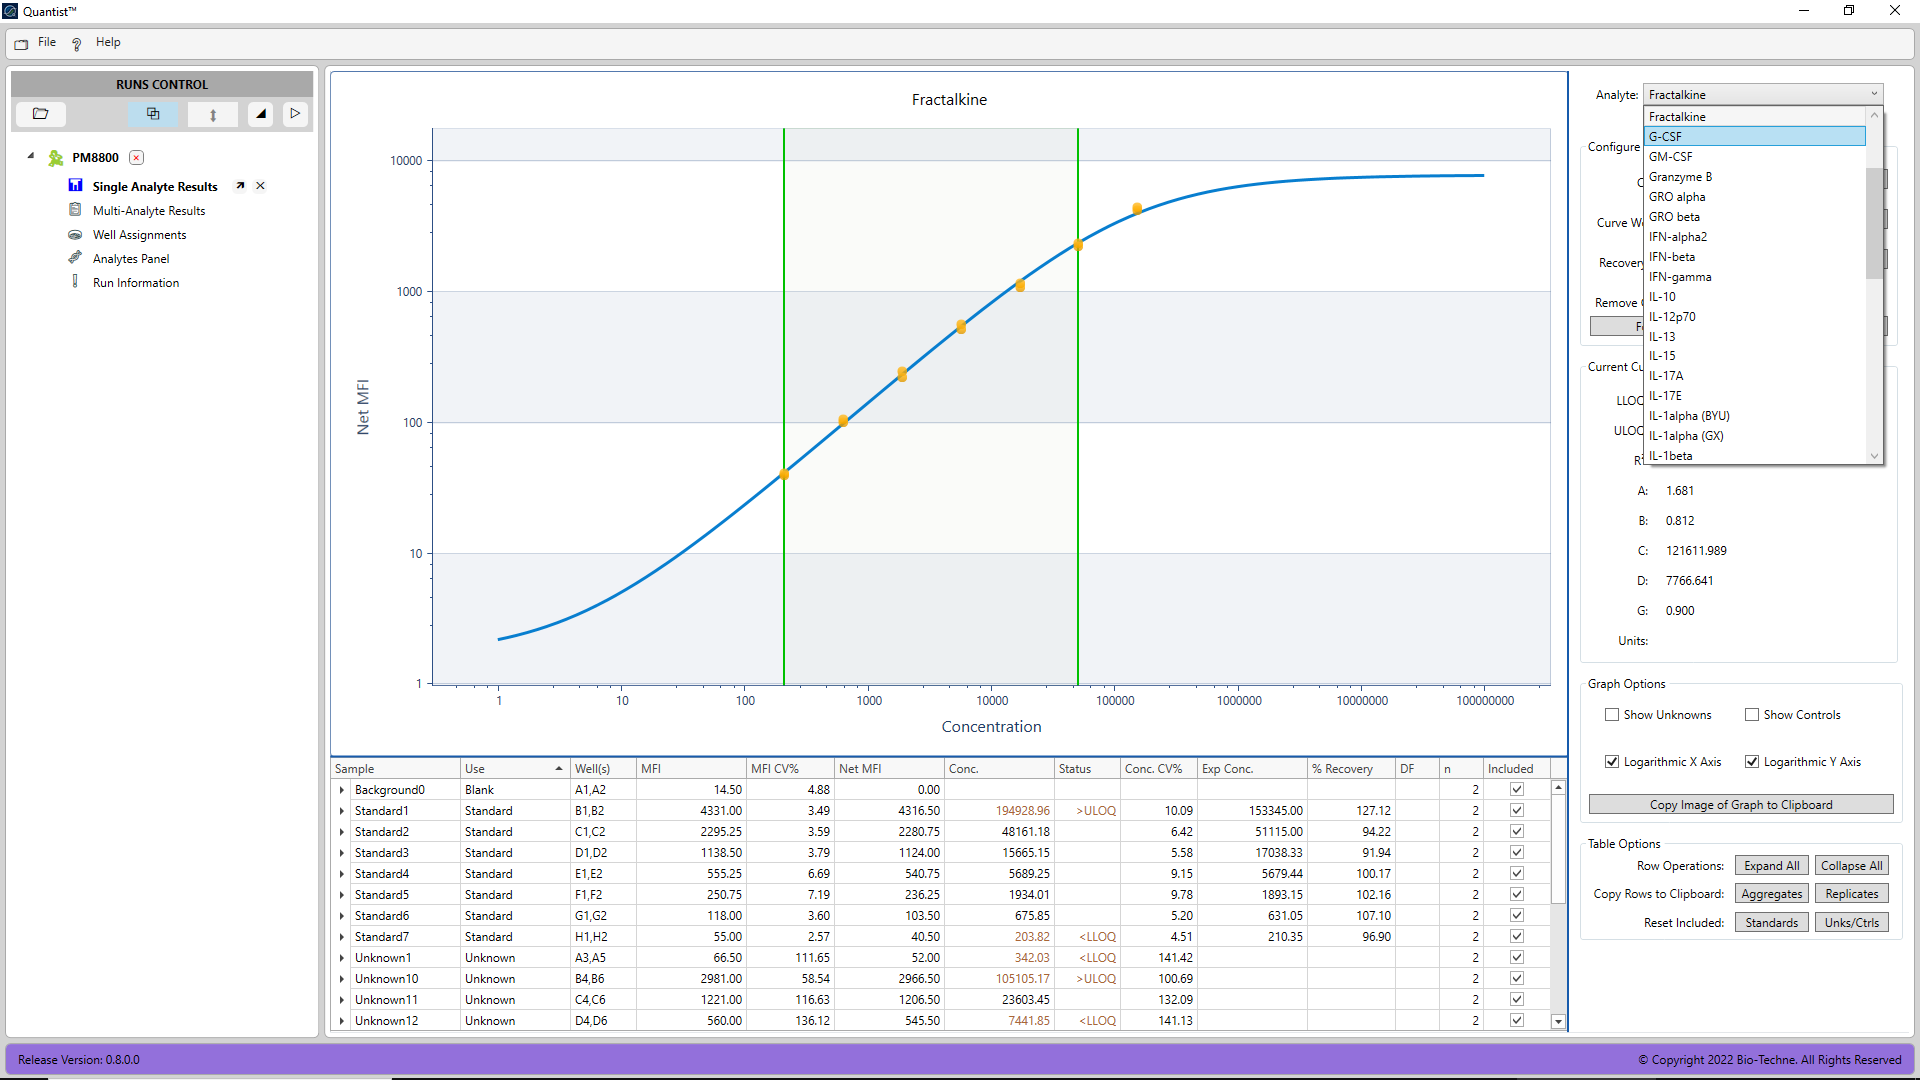 Quantist™
File ? Help
RUNS CONTROL
PM8800
Single Analyte Results
Multi-Analyte Results
Well Assignments
Analytes Panel
Run Information
Fractalkine
Net MFI
10000
1000
100
10
1
1 10 100 1000 10000 100000 1000000 10000000 100000000
Concentration
Sample Use Well(s) MFI MFI CV% Net MFI Conc. Status Conc. CV% Exp Conc. % Recovery DF n Included
Background0 Blank A1,A2 14.50 4.88 0.00 2
Standard1 Standard B1,B2 4331.00 3.49 4316.50 194928.96 >ULOQ 10.09 153345.00 127.12 2
Standard2 Standard C1,C2 2295.25 3.59 2280.75 48161.18 6.42 51115.00 94.22 2
Standard3 Standard D1,D2 1138.50 3.79 1124.00 15665.15 5.58 17038.33 91.94 2
Standard4 Standard E1,E2 555.25 6.69 540.75 5689.25 9.15 5679.44 100.17 2
Standard5 Standard F1,F2 250.75 7.19 236.25 1934.01 9.78 1893.15 102.16 2
Standard6 Standard G1,G2 118.00 3.60 103.50 675.85 5.20 631.05 107.10 2
Standard7 Standard H1,H2 55.00 2.57 40.50 203.82 <LLOQ 4.51 210.35 96.90 2
Unknown1 Unknown A3,A5 66.50 111.65 52.00 342.03 <LLOQ 141.42 2
Unknown10 Unknown B4,B6 2981.00 58.54 2966.50 105105.17 >ULOQ 100.69 2
Unknown11 Unknown C4,C6 1221.00 116.63 1206.50 23603.45 132.09 2
Unknown12 Unknown D4,D6 560.00 136.12 545.50 7441.85 <LLOQ 141.13 2
Analyte: Fractalkine
Fractalkine
G-CSF
GM-CSF
Granzyme B
GRO alpha
GRO beta
IFN-alpha2
IFN-beta
IFN-gamma
IL-10
IL-12p70
IL-13
IL-15
IL-17A
IL-17E
IL-1alpha (BYU)
IL-1alpha (GX)
IL-1beta
Configure
Curve
Recovery
Remove
Current
A: 1.681
B: 0.812
C: 121611.989
D: 7766.641
G: 0.900
Units:
Graph Options
Show Unknowns Show Controls
Logarithmic X Axis Logarithmic Y Axis
Copy Image of Graph to Clipboard
Table Options
Row Operations: Expand All Collapse All
Copy Rows to Clipboard: Aggregates Replicates
Reset Included: Standards Unks/Ctrls
Release Version: 0.8.0.0
© Copyright 2022 Bio-Techne. All Rights Reserved